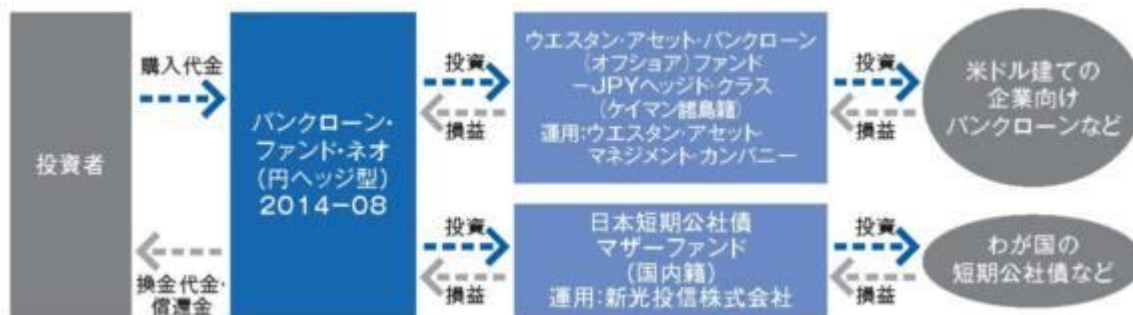 投資者
購入代金
換金代金・
償還金
バンクローン・
ファンド・ネオ
(円ヘッジ型)
2014-08
投資
損益
ウエスタン・アセット・バンクローン
(オフショア)ファンド
-JPYヘッジド・クラス
(ケイマン諸島籍)
運用:ウエスタン・アセット・
マネジメント・カンパニー
投資
損益
米ドル建ての
企業向け
バンクローンなど
投資
損益
日本短期公社債
マザーファンド
(国内籍)
運用:新光投信株式会社
投資
損益
わが国の
短期公社債など